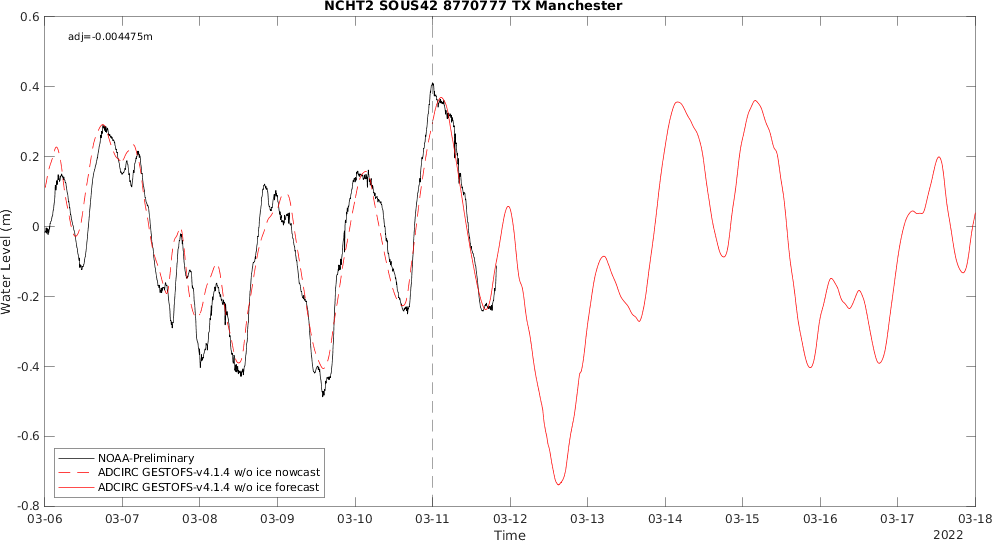 NCHT2 SOUS42 8770777 TX Manchester
adj=-0.004475m
0.6
0.4
0.2
0
-0.2
-0.4
-0.6
-0.8
Water Level (m)
NOAA-Preliminary
ADCIRC GESTOFS-v4.1.4 w/o ice nowcast
ADCIRC GESTOFS-v4.1.4 w/o ice forecast
03-06 03-07 03-08 03-09 03-10 03-11 03-12 03-13 03-14 03-15 03-16 03-17 03-18
Time
2022